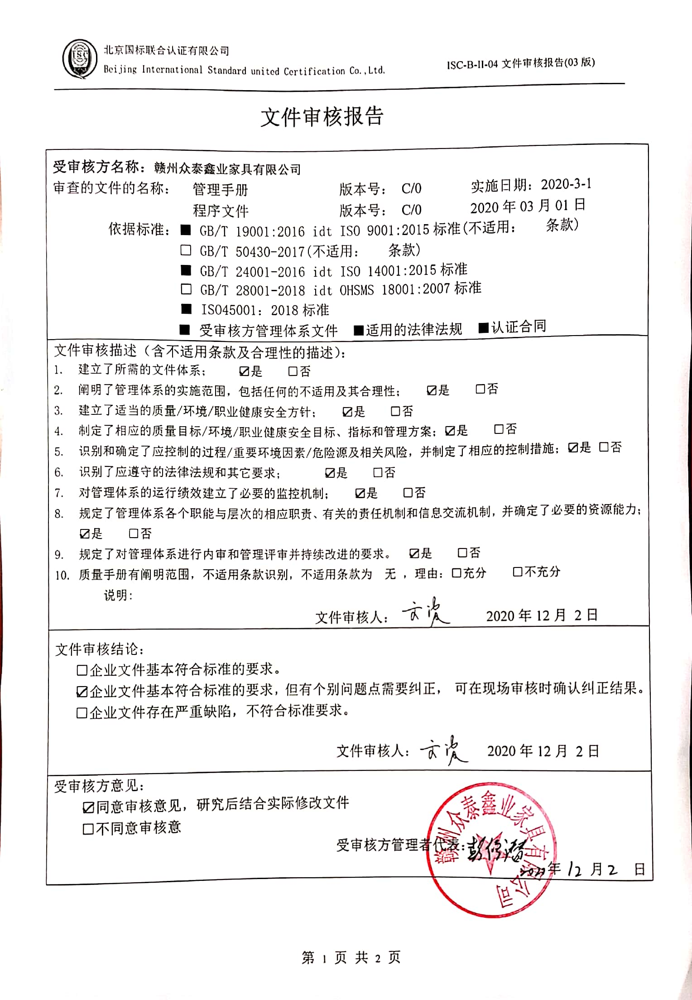 北京国标联合认证有限公司
Beijing International Standard united Certification Co.,Ltd.
ISC-B-II-04 文件审核报告(03 版)
文件审核报告
受审核方名称：赣州众泰鑫业家具有限公司
审查的文件的名称： 管理手册 版本号： C/0 实施日期：2020-3-1
程序文件 版本号： C/0 2020 年 03 月 01 日
依据标准：■ GB/T 19001:2016 idt ISO 9001:2015 标准(不适用： 条款)
□ GB/T 50430-2017(不适用： 条款)
■ GB/T 24001-2016 idt ISO 14001:2015 标准
□ GB/T 28001-2018 idt OHSMS 18001:2007 标准
■ ISO45001：2018 标准
■ 受审核方管理体系文件 ■适用的法律法规 ■认证合同
文件审核描述（含不适用条款及合理性的描述）：
1. 建立了所需的文件体系； ☑是 □否
2. 阐明了管理体系的实施范围，包括任何的不适用及其合理性； ☑是 □否
3. 建立了适当的质量/环境/职业健康安全方针； ☑是 □否
4. 制定了相应的质量目标/环境/职业健康安全目标、指标和管理方案；☑是 □否
5. 识别和确定了应控制的过程/重要环境因素/危险源及相关风险，并制定了相应的控制措施；☑是 □否
6. 识别了应遵守的法律法规和其它要求； ☑是 □否
7. 对管理体系的运行绩效建立了必要的监控机制； ☑是 □否
8. 规定了管理体系各个职能与层次的相应职责、有关的责任机制和信息交流机制，并确定了必要的资源能力；
☑是 □否
9. 规定了对管理体系进行内审和管理评审并持续改进的要求。 ☑是 □否
10. 质量手册有阐明范围，不适用条款识别，不适用条款为 无 ，理由：□充分 □不充分
说明：
文件审核人： 2020 年 12 月 2 日
文件审核结论：
□企业文件基本符合标准的要求。
☑企业文件基本符合标准的要求，但有个别问题点需要纠正， 可在现场审核时确认纠正结果。
□企业文件存在严重缺陷，不符合标准要求。
文件审核人： 2020 年 12 月 2 日
受审核方意见：
☑同意审核意见，研究后结合实际修改文件
□不同意审核意
赣州众泰鑫业家具有限公司
受审核方管理者代表：
2020年 12 月 2 日
第 1 页 共 2 页